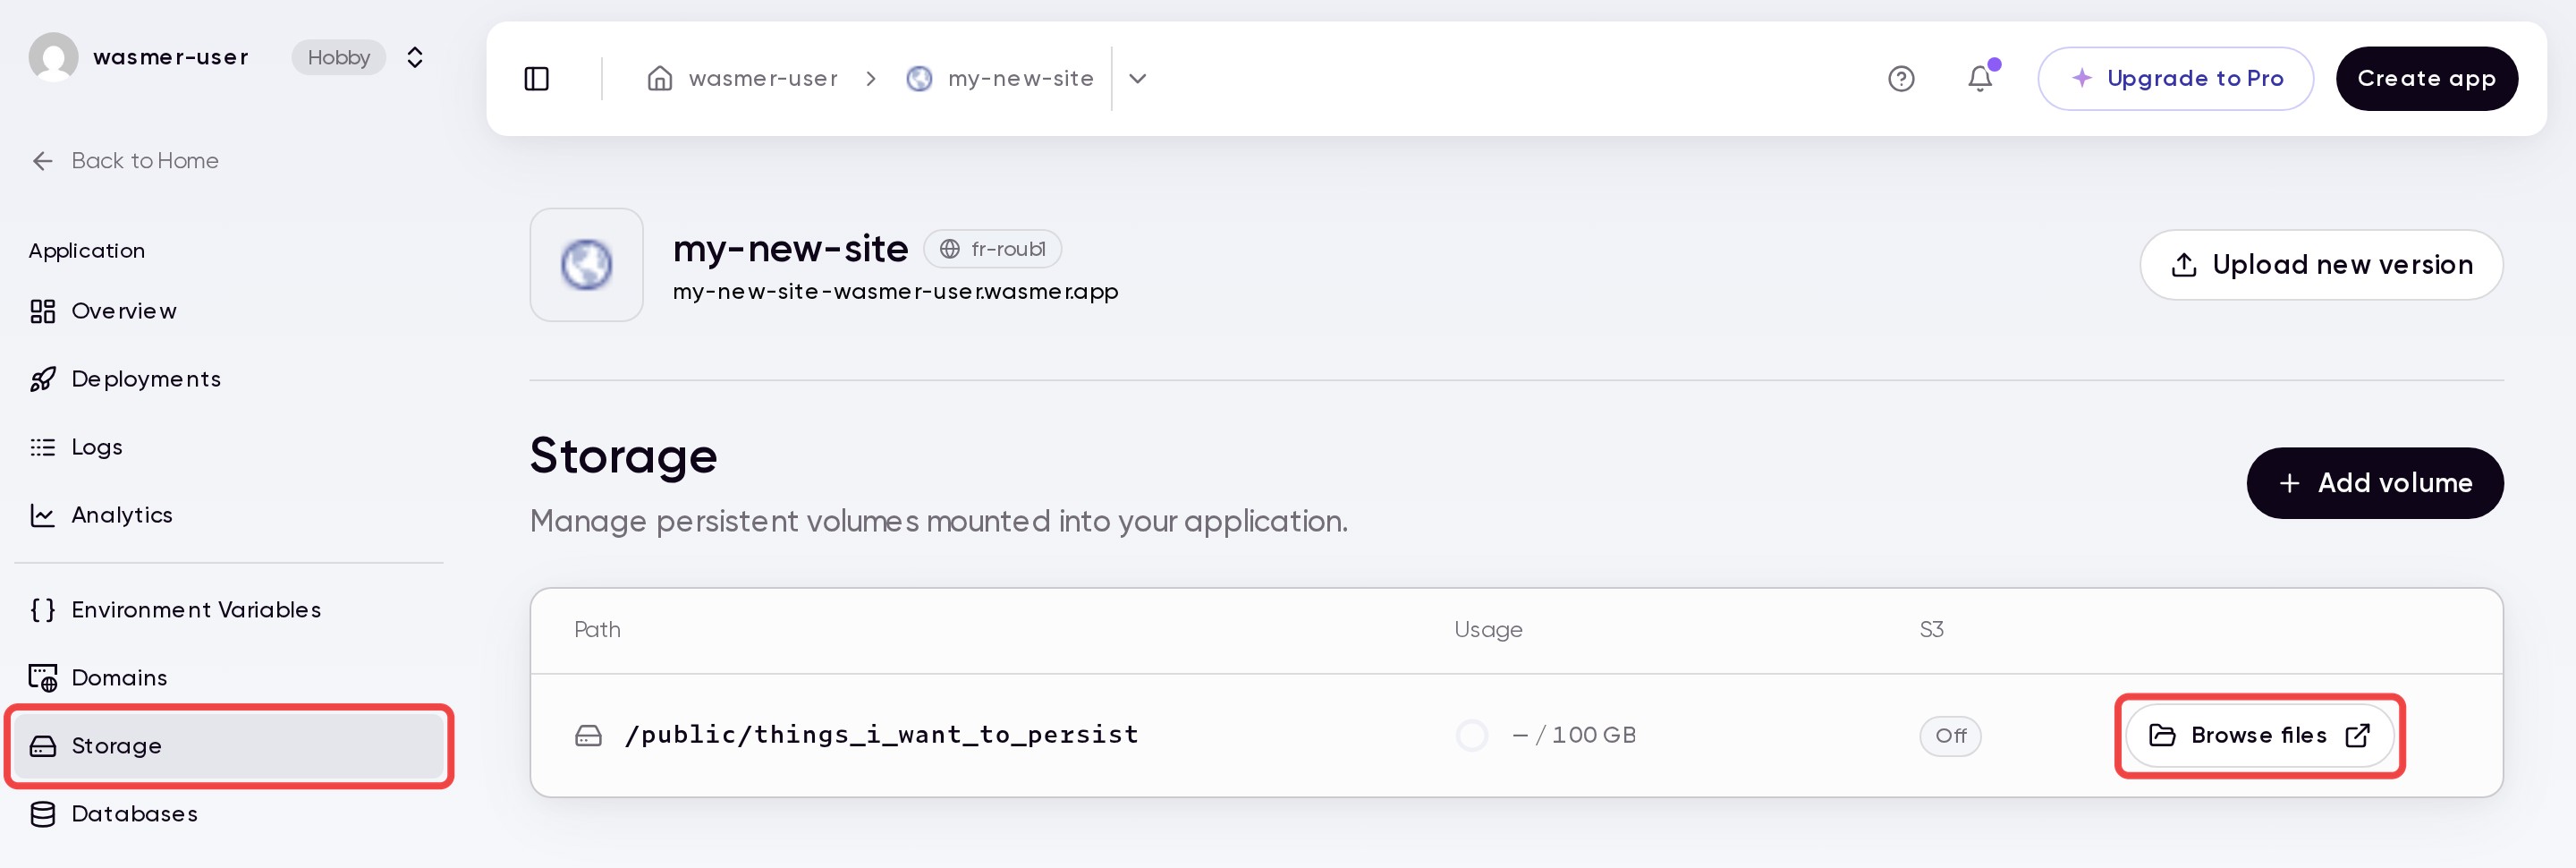 wasmer-user Hobby
Back to Home
Application
Overview
Deployments
Logs
Analytics
Environment Variables
Domains
Storage
Databases
wasmer-user my-new-site
Upgrade to Pro
Create app
my-new-site fr-roub1
my-new-site-wasmer-user.wasmer.app
Upload new version
Storage
Manage persistent volumes mounted into your application.
Add volume
Path Usage S3
/public/things_i_want_to_persist – / 100 GB Off Browse files